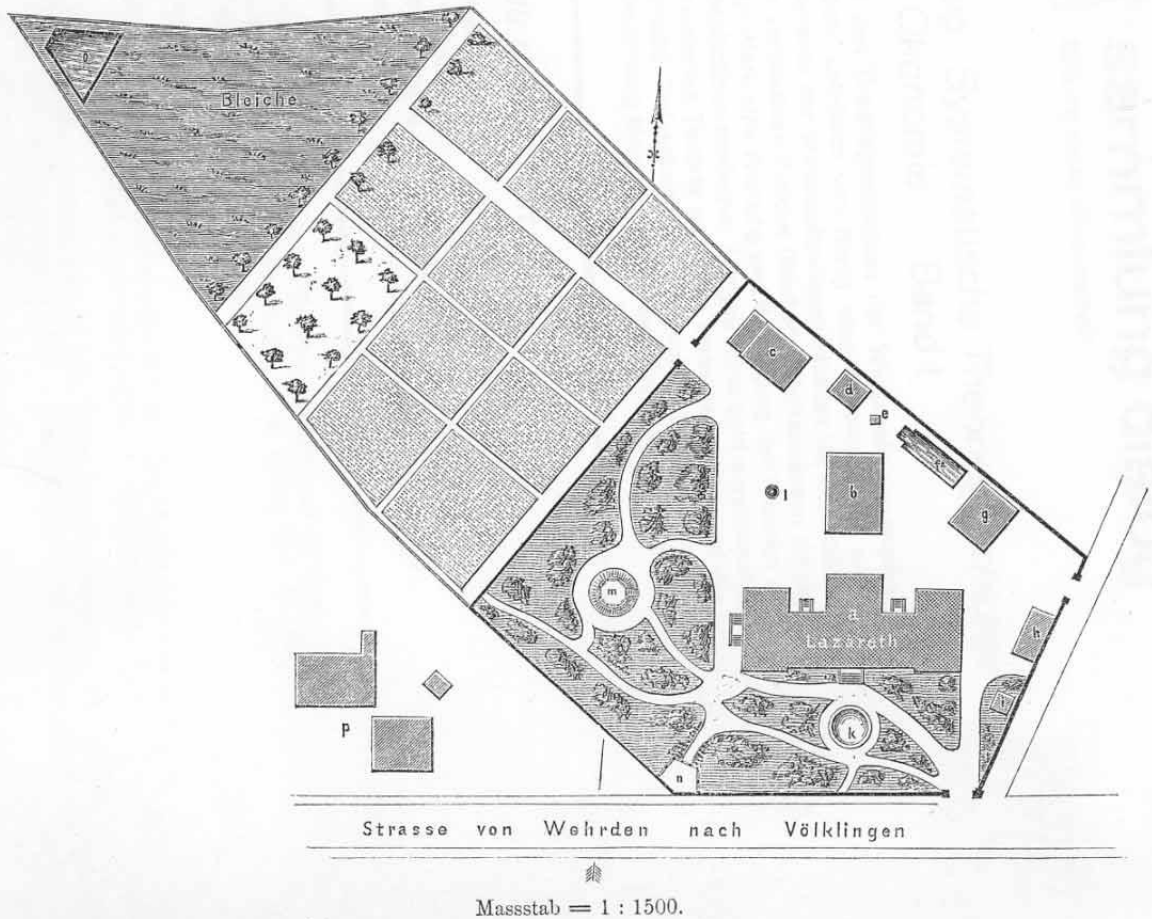 o
Bleiche
c
d
e
f
b
l
g
m
a
Lazareth
h
i
k
p
n
Strasse von Wehrden nach Völklingen
Massstab = 1 : 1500.